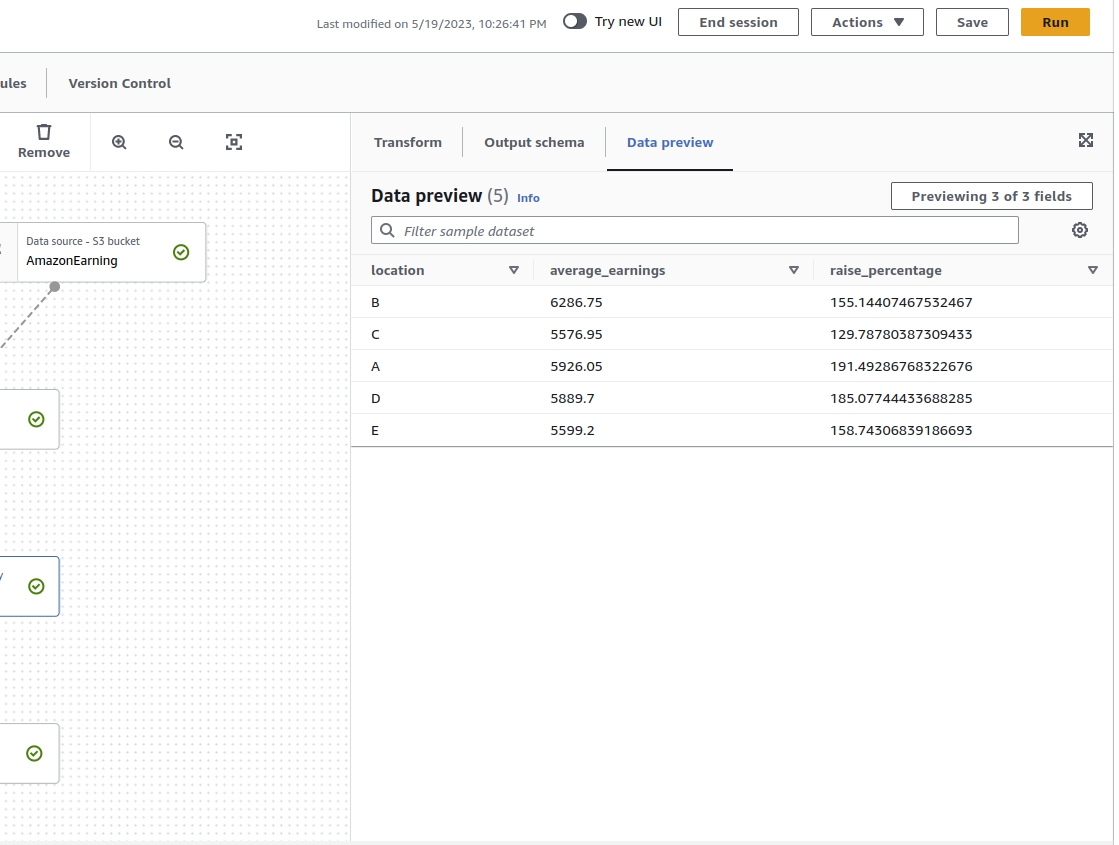 Last modified on 5/19/2023, 10:26:41 PM Try new UI End session Actions Save Run
ules Version Control
Remove
Transform Output schema Data preview
Data preview (5) Info Previewing 3 of 3 fields
Filter sample dataset
location average_earnings raise_percentage
B 6286.75 155.14407467532467
C 5576.95 129.78780387309433
A 5926.05 191.49286768322676
D 5889.7 185.07744433688285
E 5599.2 158.74306839186693
Data source - S3 bucket
AmazonEarning